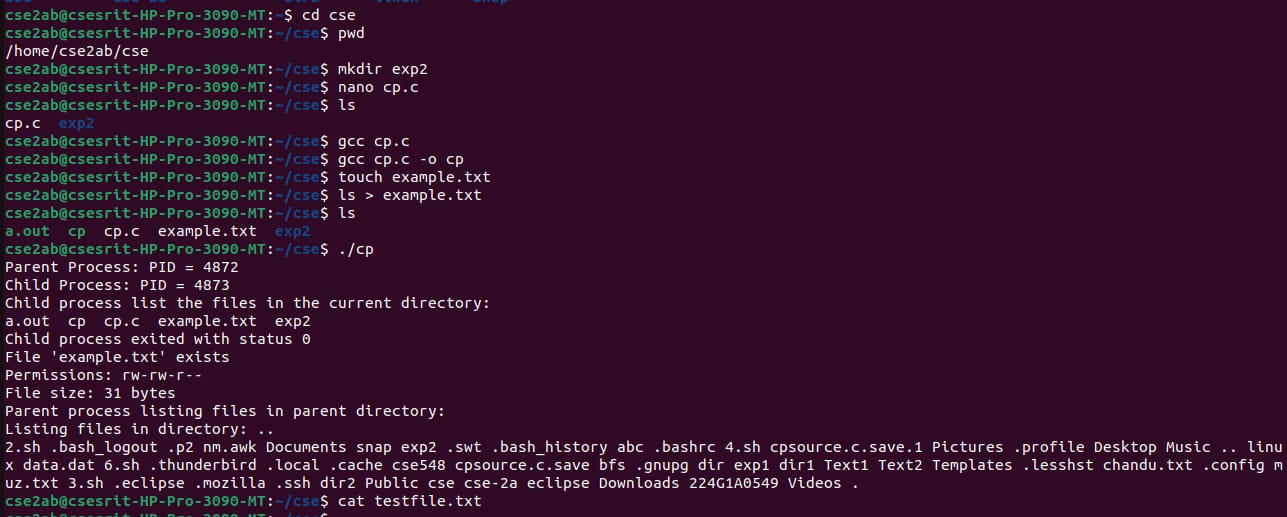 cse2ab@csesrit-HP-Pro-3090-MT:~$ cd cse
cse2ab@csesrit-HP-Pro-3090-MT:~/cse$ pwd
/home/cse2ab/cse
cse2ab@csesrit-HP-Pro-3090-MT:~/cse$ mkdir exp2
cse2ab@csesrit-HP-Pro-3090-MT:~/cse$ nano cp.c
cse2ab@csesrit-HP-Pro-3090-MT:~/cse$ ls
cp.c  exp2
cse2ab@csesrit-HP-Pro-3090-MT:~/cse$ gcc cp.c
cse2ab@csesrit-HP-Pro-3090-MT:~/cse$ gcc cp.c -o cp
cse2ab@csesrit-HP-Pro-3090-MT:~/cse$ touch example.txt
cse2ab@csesrit-HP-Pro-3090-MT:~/cse$ ls > example.txt
cse2ab@csesrit-HP-Pro-3090-MT:~/cse$ ls
a.out  cp  cp.c  example.txt  exp2
cse2ab@csesrit-HP-Pro-3090-MT:~/cse$ ./cp
Parent Process: PID = 4872
Child Process: PID = 4873
Child process list the files in the current directory:
a.out  cp  cp.c  example.txt  exp2
Child process exited with status 0
File 'example.txt' exists
Permissions: rw-rw-r--
File size: 31 bytes
Parent process listing files in parent directory:
Listing files in directory: ..
2.sh .bash_logout .p2 nm.awk Documents snap exp2 .swt .bash_history abc .bashrc 4.sh cpsource.c.save.1 Pictures .profile Desktop Music .. linu
x data.dat 6.sh .thunderbird .local .cache cse548 cpsource.c.save bfs .gnupg dir exp1 dir1 Text1 Text2 Templates .lesshst chandu.txt .config m
uz.txt 3.sh .eclipse .mozilla .ssh dir2 Public cse cse-2a eclipse Downloads 224G1A0549 Videos .
cse2ab@csesrit-HP-Pro-3090-MT:~/cse$ cat testfile.txt